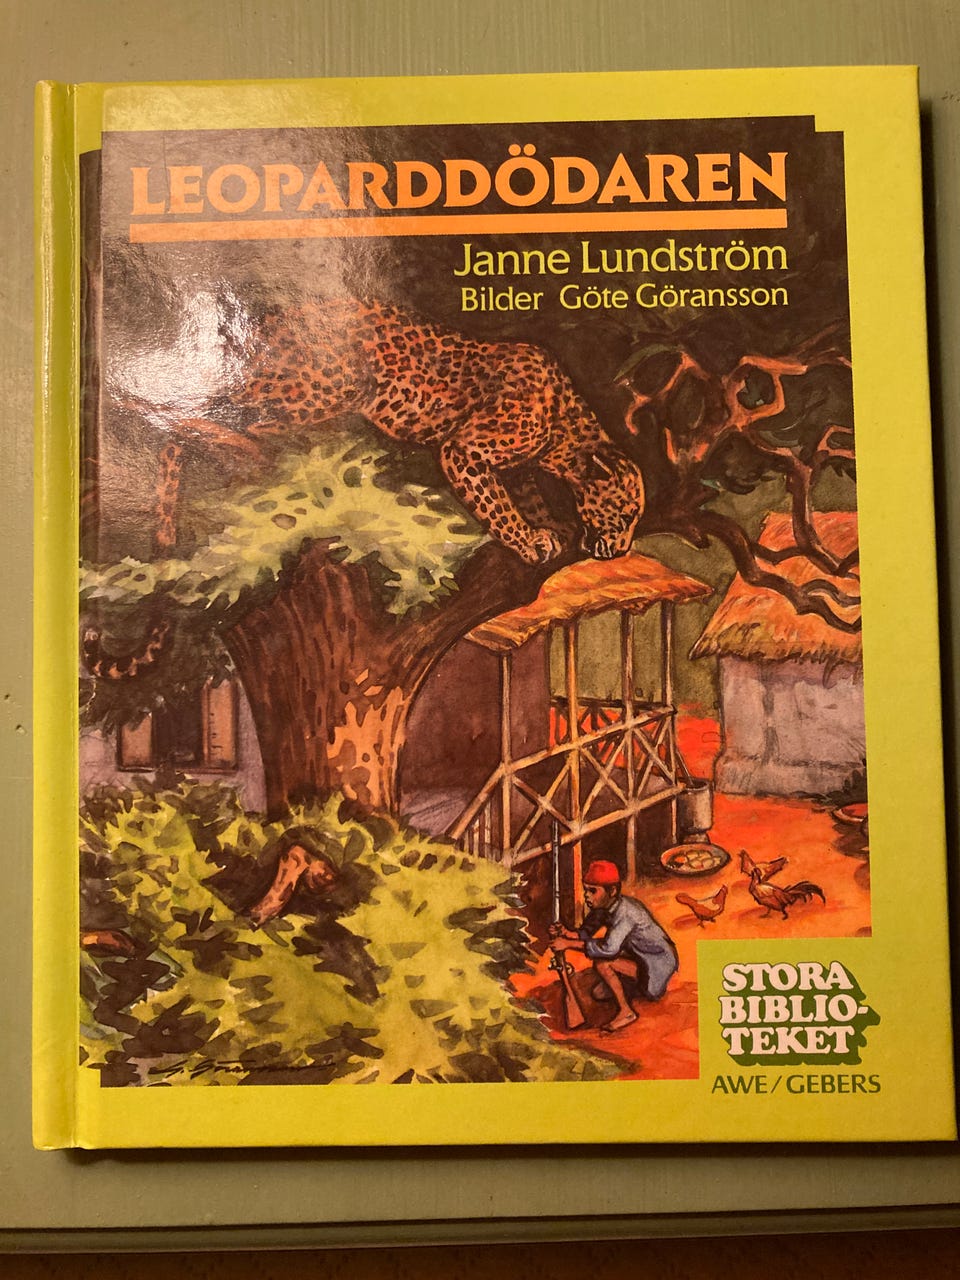 LEOPARDDÖDAREN
Janne Lundström
Bilder Göte Göransson
STORA
BIBLIO-
TEKET
AWE/GEBERS